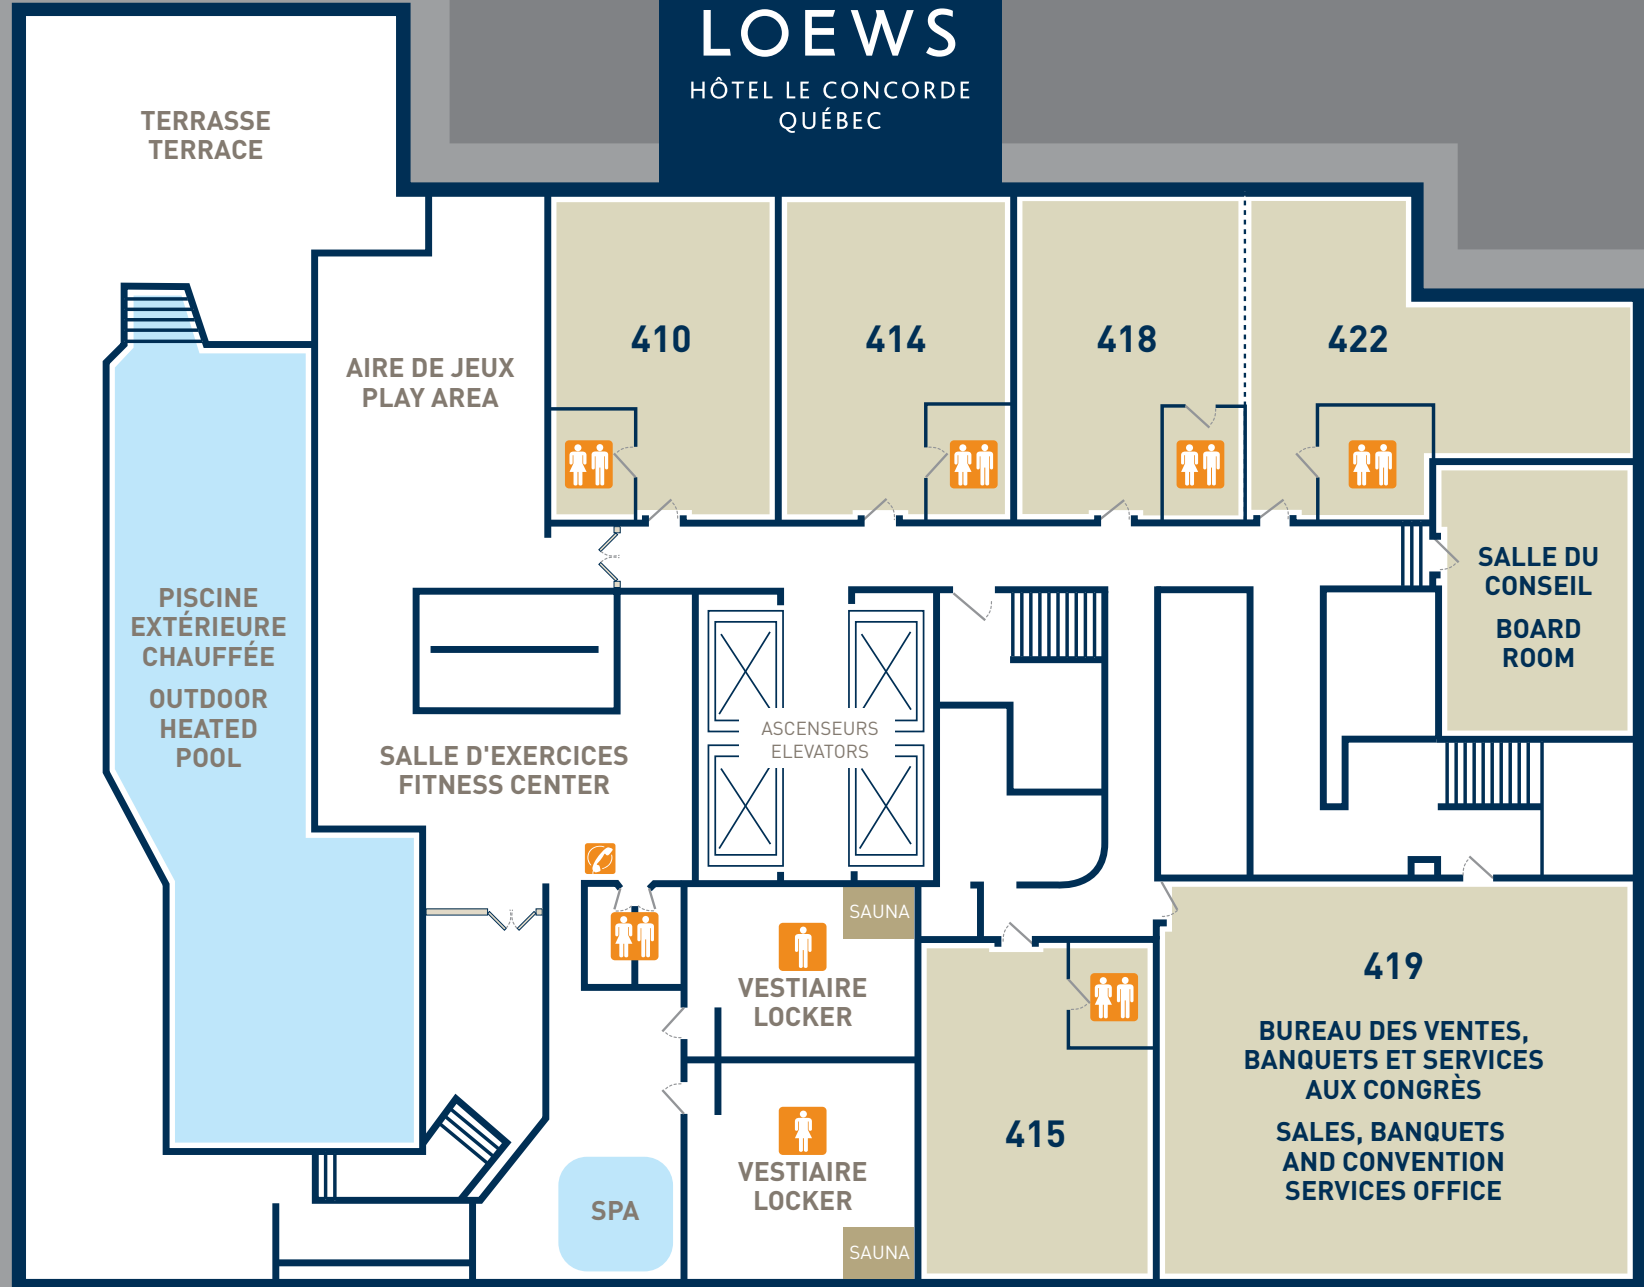 LOEWS
HÔTEL LE CONCORDE
QUÉBEC
TERRASSE
TERRACE
410
414
418
422
AIRE DE JEUX
PLAY AREA
SALLE DU
CONSEIL
BOARD
ROOM
PISCINE
EXTÉRIEURE
CHAUFFÉE
OUTDOOR
HEATED
POOL
SALLE D'EXERCICES
FITNESS CENTER
ASCENSEURS
ELEVATORS
SAUNA
VESTIAIRE
LOCKER
VESTIAIRE
LOCKER
SAUNA
SPA
415
419
BUREAU DES VENTES,
BANQUETS ET SERVICES
AUX CONGRÈS
SALES, BANQUETS
AND CONVENTION
SERVICES OFFICE